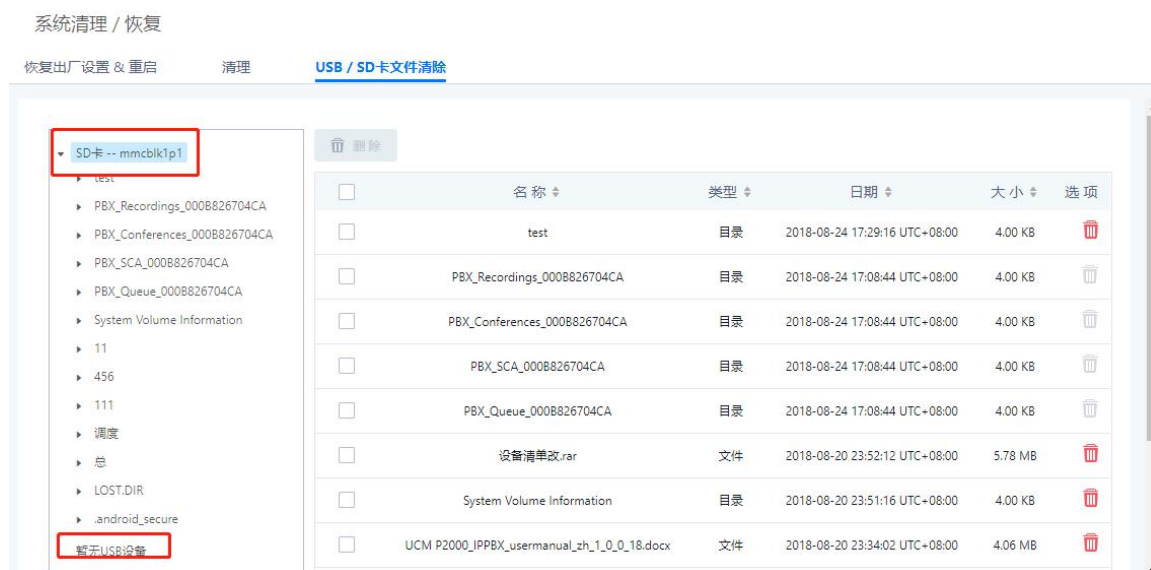 系统清理 / 恢复
恢复出厂设置 & 重启 清理 USB / SD卡文件清除
SD卡 -- mmcblk1p1
test
PBX_Recordings_000B826704CA
PBX_Conferences_000B826704CA
PBX_SCA_000B826704CA
PBX_Queue_000B826704CA
System Volume Information
11
456
111
调度
总
LOST.DIR
.android_secure
暂无USB设备
删除
名称 类型 日期 大小 选项
test 目录 2018-08-24 17:29:16 UTC+08:00 4.00 KB
PBX_Recordings_000B826704CA 目录 2018-08-24 17:08:44 UTC+08:00 4.00 KB
PBX_Conferences_000B826704CA 目录 2018-08-24 17:08:44 UTC+08:00 4.00 KB
PBX_SCA_000B826704CA 目录 2018-08-24 17:08:44 UTC+08:00 4.00 KB
PBX_Queue_000B826704CA 目录 2018-08-24 17:08:44 UTC+08:00 4.00 KB
设备清单改.rar 文件 2018-08-20 23:52:12 UTC+08:00 5.78 MB
System Volume Information 目录 2018-08-20 23:51:16 UTC+08:00 4.00 KB
UCM P2000_IPPBX_usermanual_zh_1_0_0_18.docx 文件 2018-08-20 23:34:02 UTC+08:00 4.06 MB